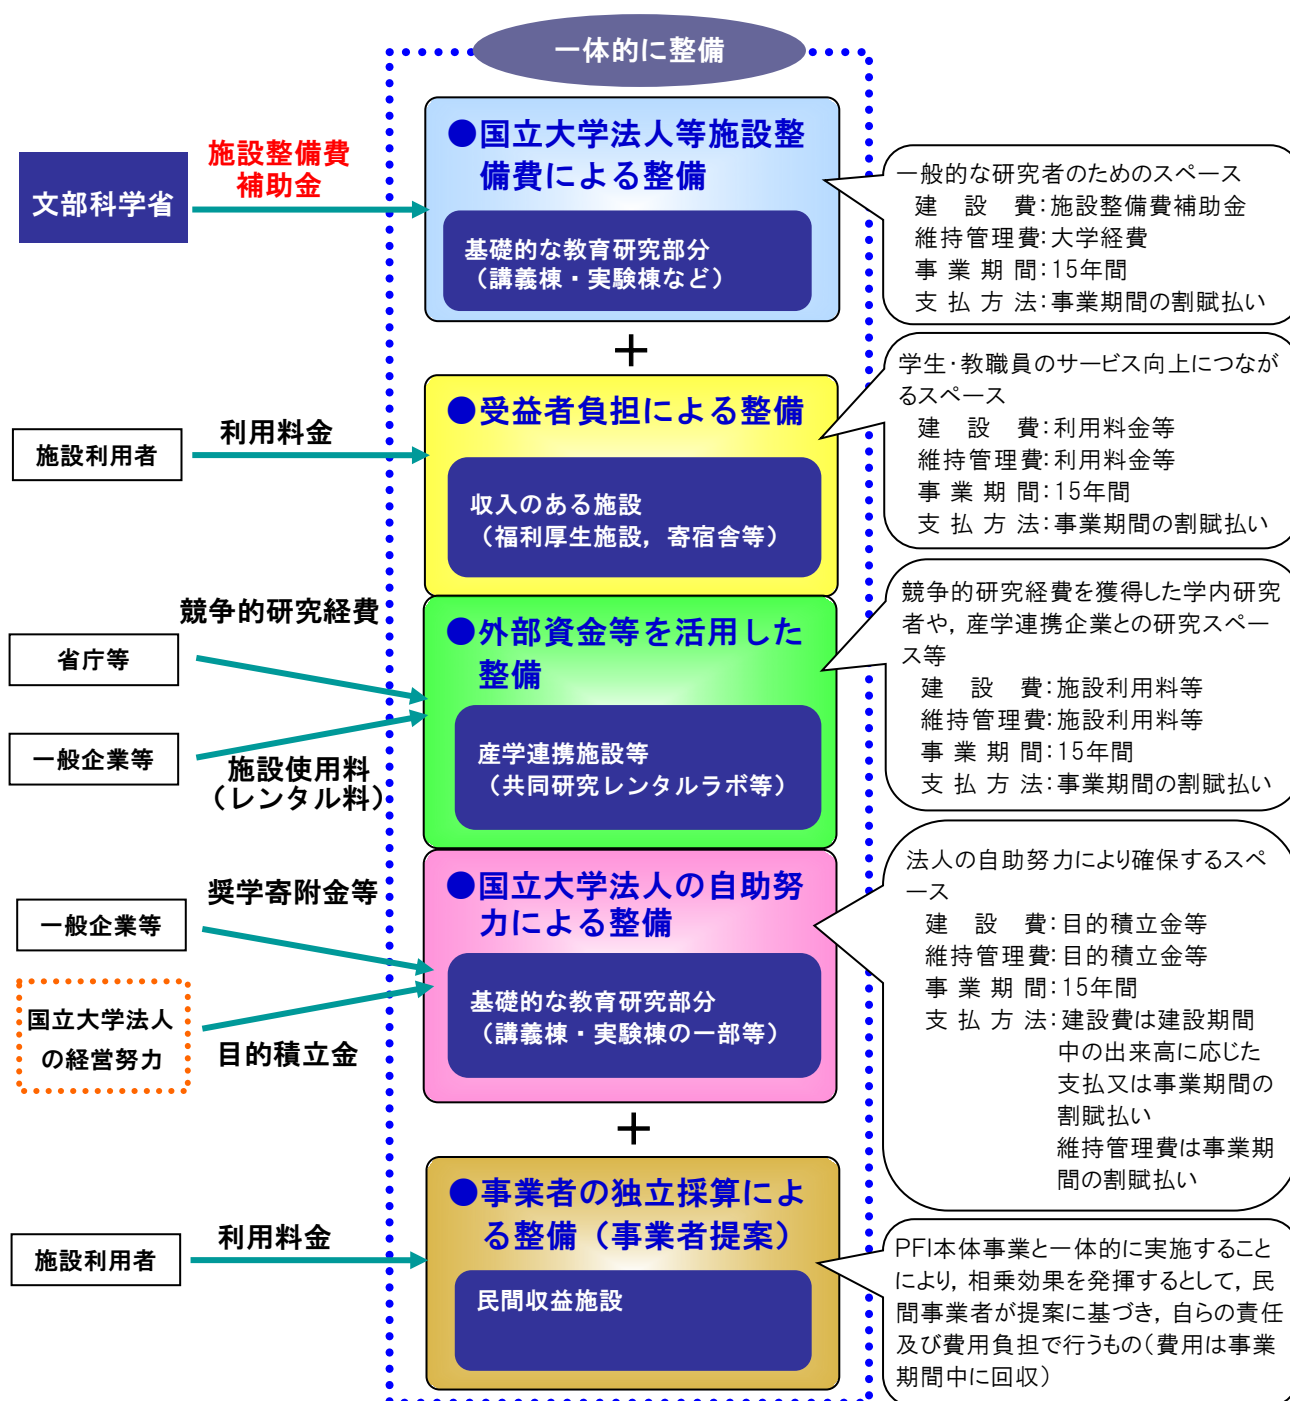 一体的に整備
●国立大学法人等施設整
備費による整備
基礎的な教育研究部分
（講義棟・実験棟など）
文部科学省
施設整備費
補助金
一般的な研究者のためのスペース
建　設　費：施設整備費補助金
維持管理費：大学経費
事 業 期 間：15年間
支 払 方 法：事業期間の割賦払い
＋
●受益者負担による整備
収入のある施設
（福利厚生施設，寄宿舎等）
施設利用者
利用料金
学生・教職員のサービス向上につなが
るスペース
建　設　費：利用料金等
維持管理費：利用料金等
事 業 期 間：15年間
支 払 方 法：事業期間の割賦払い
●外部資金等を活用した
整備
産学連携施設等
（共同研究レンタルラボ等）
競争的研究経費
省庁等
一般企業等
施設使用料
（レンタル料）
競争的研究経費を獲得した学内研究
者や，産学連携企業との研究スペー
ス等
建　設　費：施設利用料等
維持管理費：施設利用料等
事 業 期 間：15年間
支 払 方 法：事業期間の割賦払い
●国立大学法人の自助努
力による整備
基礎的な教育研究部分
（講義棟・実験棟の一部等）
奨学寄附金等
一般企業等
国立大学法人
の経営努力
目的積立金
法人の自助努力により確保するスペ
ース
建　設　費：目的積立金等
維持管理費：目的積立金等
事 業 期 間：15年間
支 払 方 法：建設費は建設期間
中の出来高に応じた
支払又は事業期間の
割賦払い
維持管理費は事業期
間の割賦払い
＋
●事業者の独立採算によ
る整備（事業者提案）
民間収益施設
利用料金
施設利用者
PFI本体事業と一体的に実施すること
により，相乗効果を発揮するとして，民
間事業者が提案に基づき，自らの責任
及び費用負担で行うもの（費用は事業
期間中に回収）